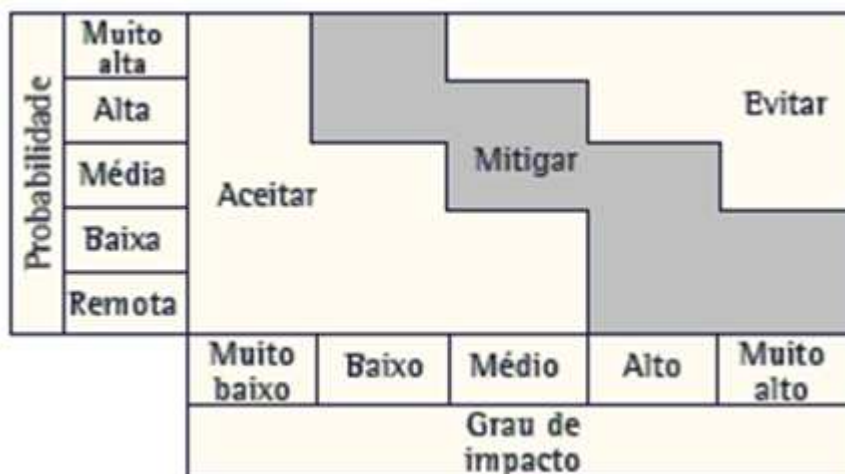 Probabilidade
Muito
alta
Alta
Média
Baixa
Remota
Aceitar
Mitigar
Evitar
Muito
baixo
Baixo
Médio
Alto
Muito
alto
Grau de
impacto